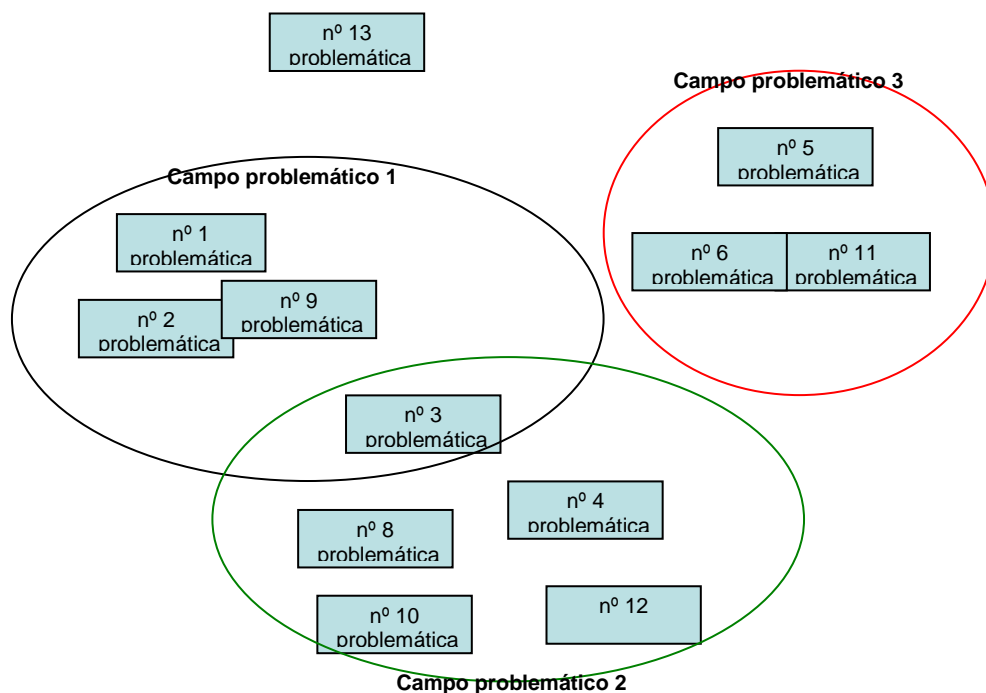 nº 13
problemática
Campo problemático 3
nº 5
problemática
Campo problemático 1
nº 1
problemática
nº 6
problemática
nº 11
problemática
nº 9
problemática
nº 2
problemática
nº 3
problemática
nº 4
problemática
nº 8
problemática
nº 10
problemática
nº 12
Campo problemático 2